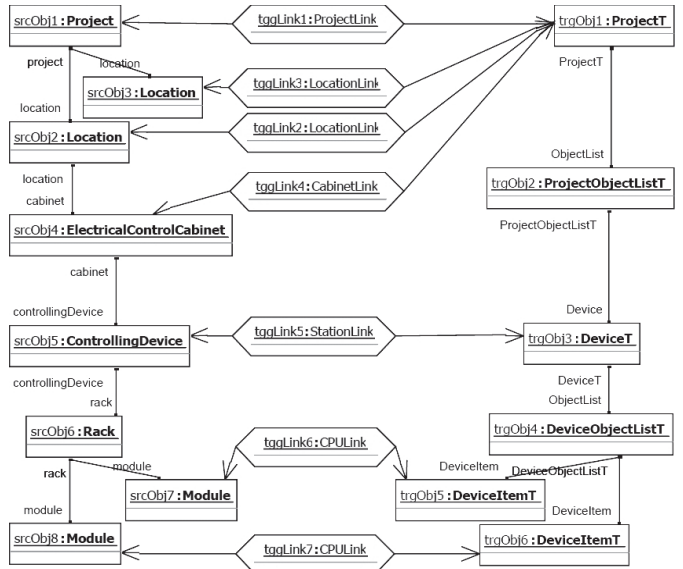 srcObj1:Project
tggLink1:ProjectLink
trgObj1:ProjectT
project
location
ProjectT
srcObj3:Location
tggLink3:LocationLink
location
srcObj2:Location
tggLink2:LocationLink
ObjectList
location
cabinet
tggLink4:CabinetLink
trgObj2:ProjectObjectListT
srcObj4:ElectricalControlCabinet
ProjectObjectListT
cabinet
controllingDevice
Device
srcObj5:ControllingDevice
tggLink5:StationLink
trgObj3:DeviceT
controllingDevice
DeviceT
rack
ObjectList
srcObj6:Rack
tggLink6:CPULink
trgObj4:DeviceObjectListT
rack
module
DeviceItem
DeviceObjectListT
srcObj7:Module
trgObj5:DeviceItemT
module
DeviceItem
srcObj8:Module
tggLink7:CPULink
trgObj6:DeviceItemT